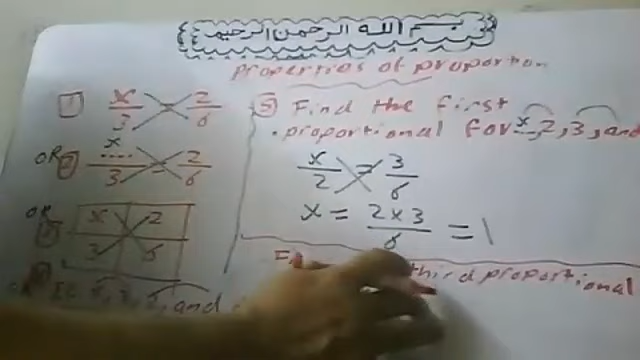 بسم الله الرحمن الرحيم
Properties of proportion
1 x/3 = 2/6
OR 2 x..../3 = 2/6
OR 3 x 2
3 6
and
5 Find the first
proportional for x..., 2, 3, and
x/2 = 3/6
x = 2 x 3/6 = 1
third proportional